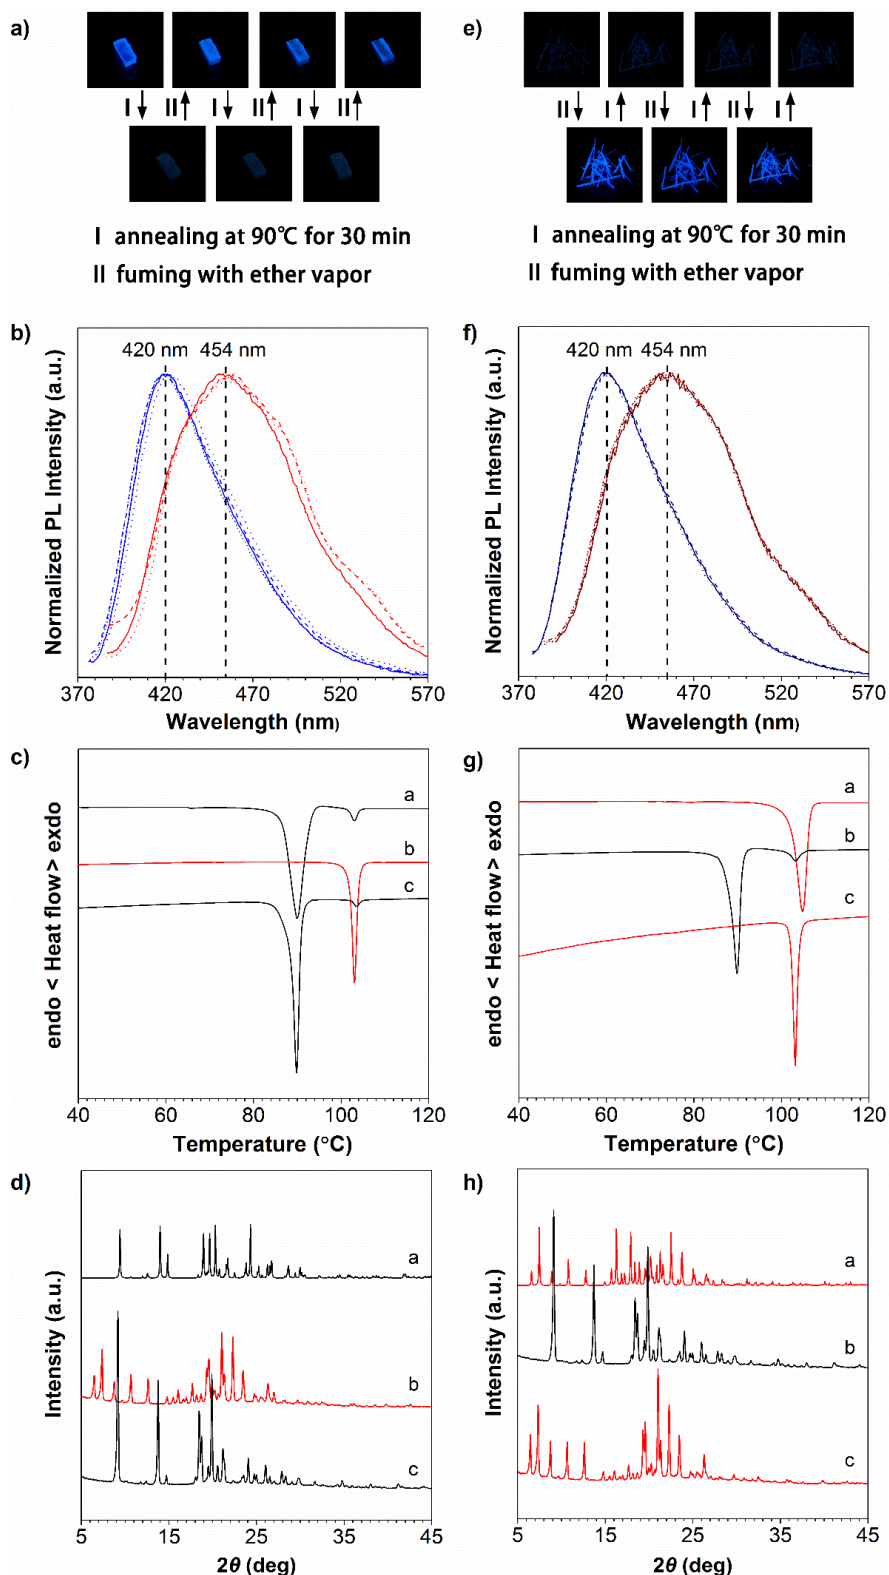 a)
I II I II I II
I annealing at 90℃ for 30 min
II fuming with ether vapor
b)
420 nm 454 nm
Normalized PL Intensity (a.u.)
370 420 470 520 570
Wavelength (nm)
c)
a
b
c
endo < Heat flow > exdo
40 60 80 100 120
Temperature (°C)
d)
a
b
c
Intensity (a.u.)
5 15 25 35 45
2θ (deg)
e)
II I II I II I
I annealing at 90℃ for 30 min
II fuming with ether vapor
f)
420 nm 454 nm
Normalized PL Intensity (a.u.)
370 420 470 520 570
Wavelength (nm)
g)
a
b
c
endo < Heat flow > exdo
40 60 80 100 120
Temperature (°C)
h)
a
b
c
Intensity (a.u.)
5 15 25 35 45
2θ (deg)